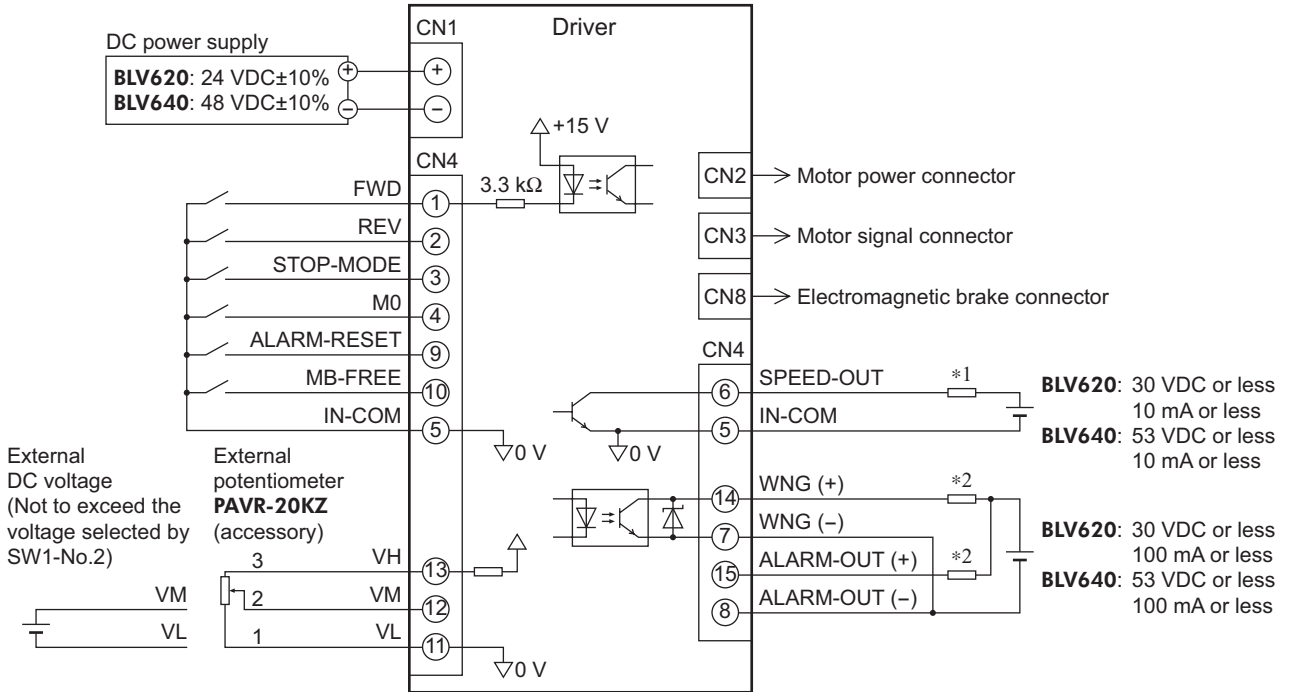 CN1
Driver
DC power supply
BLV620: 24 VDC±10%
BLV640: 48 VDC±10%
+
−
+
−
+15 V
CN4
3.3 kΩ
FWD
1
REV
2
STOP-MODE
3
M0
4
ALARM-RESET
9
MB-FREE
10
IN-COM
5
0 V
CN2
Motor power connector
CN3
Motor signal connector
CN8
Electromagnetic brake connector
CN4
6
SPEED-OUT
*1
5
IN-COM
0 V
BLV620: 30 VDC or less
10 mA or less
BLV640: 53 VDC or less
10 mA or less
14
WNG (+)
*2
7
WNG (−)
15
ALARM-OUT (+)
*2
8
ALARM-OUT (−)
BLV620: 30 VDC or less
100 mA or less
BLV640: 53 VDC or less
100 mA or less
External
DC voltage
(Not to exceed the
voltage selected by
SW1-No.2)
VM
VL
External
potentiometer
PAVR-20KZ
(accessory)
3
VH
13
2
VM
12
1
VL
11
0 V